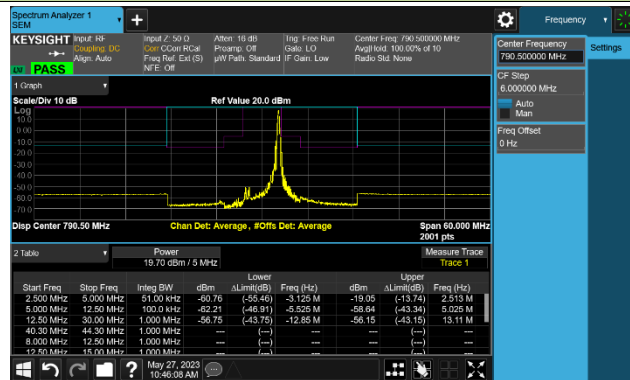 Spectrum Analyzer 1
SEM
Frequency
KEYSIGHT
Input: RF
Coupling: DC
Align: Auto
Input Z: 50 Ω
Corr CCorr RCal
Freq Ref: Ext (S)
NFE: Off
Atten: 16 dB
Preamp: Off
µW Path: Standard
Trig: Free Run
Gate: LO
IF Gain: Low
Center Freq: 790.500000 MHz
Avg|Hold: 100.00% of 10
Radio Std: None
PASS
Center Frequency
790.500000 MHz
Settings
CF Step
6.000000 MHz
Auto
Man
Freq Offset
0 Hz
1 Graph
Scale/Div 10 dB
Ref Value 20.0 dBm
Log
10.0
0.00
-10.0
-20.0
-30.0
-40.0
-50.0
-60.0
-70.0
Disp Center 790.50 MHz
Chan Det: Average, #Offs Det: Average
Span 60.000 MHz
2001 pts
2 Table
Power
19.70 dBm / 5 MHz
Measure Trace
Trace 1
Lower Upper
Start Freq Stop Freq Integ BW dBm ΔLimit(dB) Freq (Hz) dBm ΔLimit(dB) Freq (Hz)
2.500 MHz 5.000 MHz 51.00 kHz -60.76 (-55.46) -3.125 M -19.05 (-13.74) 2.513 M
5.000 MHz 12.50 MHz 100.0 kHz -62.21 (-46.91) -5.525 M -58.64 (-43.34) 5.025 M
12.50 MHz 30.00 MHz 1.000 MHz -56.75 (-43.75) -12.85 M -56.15 (-43.15) 13.11 M
40.30 MHz 44.30 MHz 1.000 MHz --- (---) --- --- (---) ---
8.000 MHz 12.50 MHz 1.000 MHz --- (---) --- --- (---) ---
12.50 MHz 15.00 MHz 1.000 MHz --- (---) --- --- (---) ---
May 27, 2023
10:46:08 AM